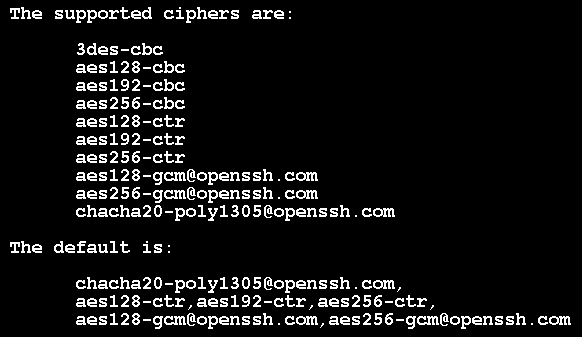 The supported ciphers are:
3des-cbc
aes128-cbc
aes192-cbc
aes256-cbc
aes128-ctr
aes192-ctr
aes256-ctr
aes128-gcm@openssh.com
aes256-gcm@openssh.com
chacha20-poly1305@openssh.com
The default is:
chacha20-poly1305@openssh.com,
aes128-ctr,aes192-ctr,aes256-ctr,
aes128-gcm@openssh.com,aes256-gcm@openssh.com